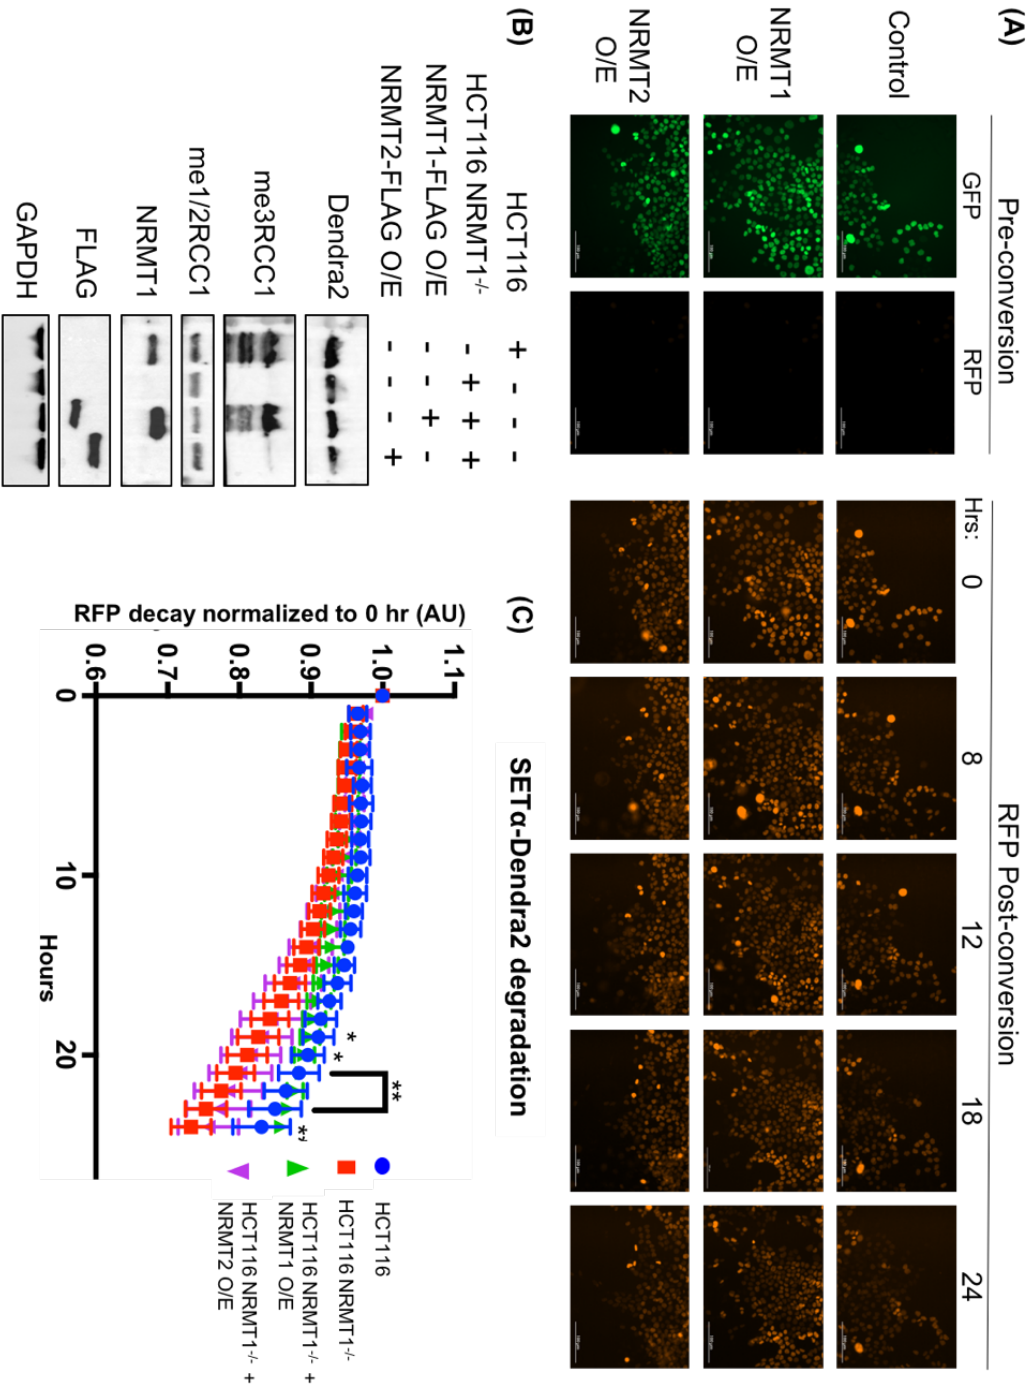 (A)
Pre-conversion
RFP Post-conversion
GFP
RFP
Hrs:
0
8
12
18
24
Control
NRMT1
O/E
NRMT2
O/E
(B)
HCT116
+ - - -
HCT116 NRMT1-/-
- + + +
NRMT1-FLAG O/E
- - + -
NRMT2-FLAG O/E
- - - +
Dendra2
me3RCC1
me1/2RCC1
NRMT1
FLAG
GAPDH
(C)
SETα-Dendra2 degradation
RFP decay normalized to 0 hr (AU)
1.1
1.0
0.9
0.8
0.7
0.6
0
10
20
Hours
*
*
**
HCT116
HCT116 NRMT1-/-
HCT116 NRMT1-/- +
NRMT1 O/E
HCT116 NRMT1-/- +
NRMT2 O/E